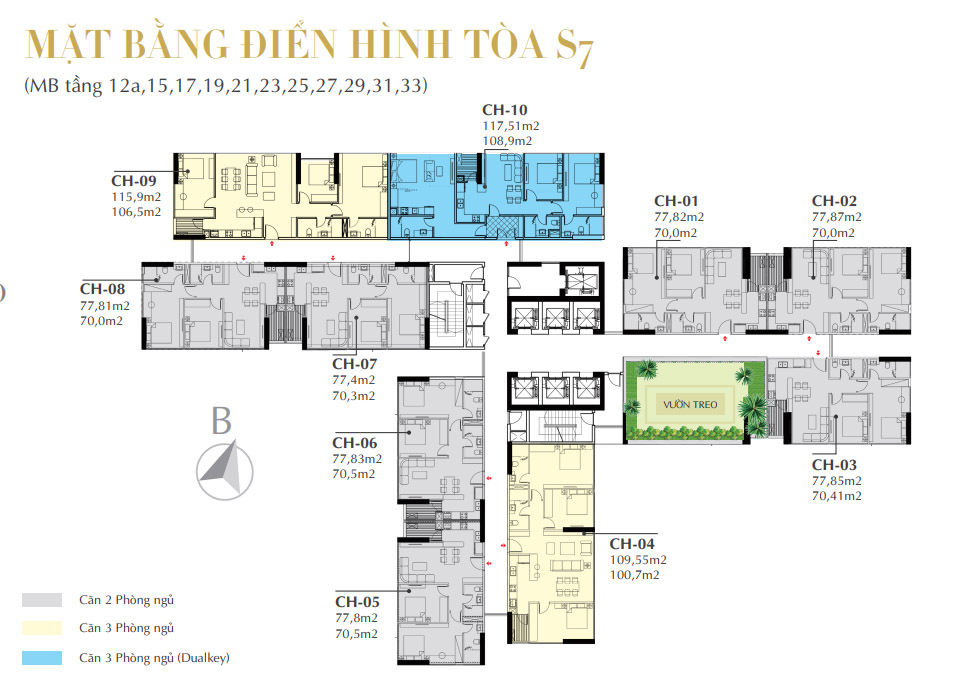 MẶT BẰNG ĐIỂN HÌNH TÒA S7
(MB tầng 12a,15,17,19,21,23,25,27,29,31,33)
CH-10
117,51m2
108,9m2
CH-09
115,9m2
106,5m2
CH-01
77,82m2
70,0m2
CH-02
77,87m2
70,0m2
)
CH-08
77,81m2
70,0m2
CH-07
77,4m2
70,3m2
VƯỜN TREO
B
CH-06
77,83m2
70,5m2
CH-03
77,85m2
70,41m2
CH-04
109,55m2
100,7m2
CH-05
77,8m2
70,5m2
Căn 2 Phòng ngủ
Căn 3 Phòng ngủ
Căn 3 Phòng ngủ (Dualkey)